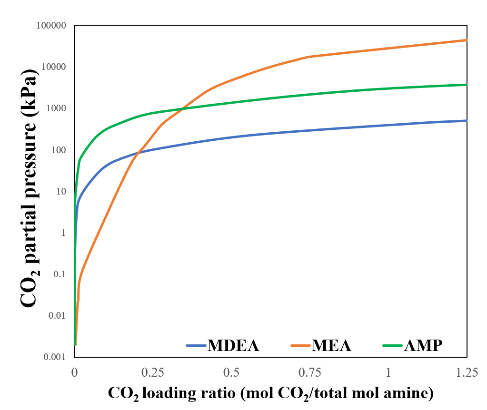 100000
10000
1000
100
10
1
0.1
0.01
0.001
CO2 partial pressure (kPa)
MDEA MEA AMP
0 0.25 0.5 0.75 1 1.25
CO2 loading ratio (mol CO2/total mol amine)